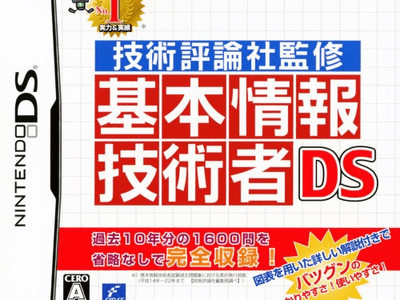 No.1
実力&実績
NINTENDO DS
技術評論社監修
基本情報
技術者DS
過去10年分の1600問を
省略なしで完全収録!
図表を用いた詳しい解説付きで
バツグンの
かりやすさ!使いやすさ!
CERO
A